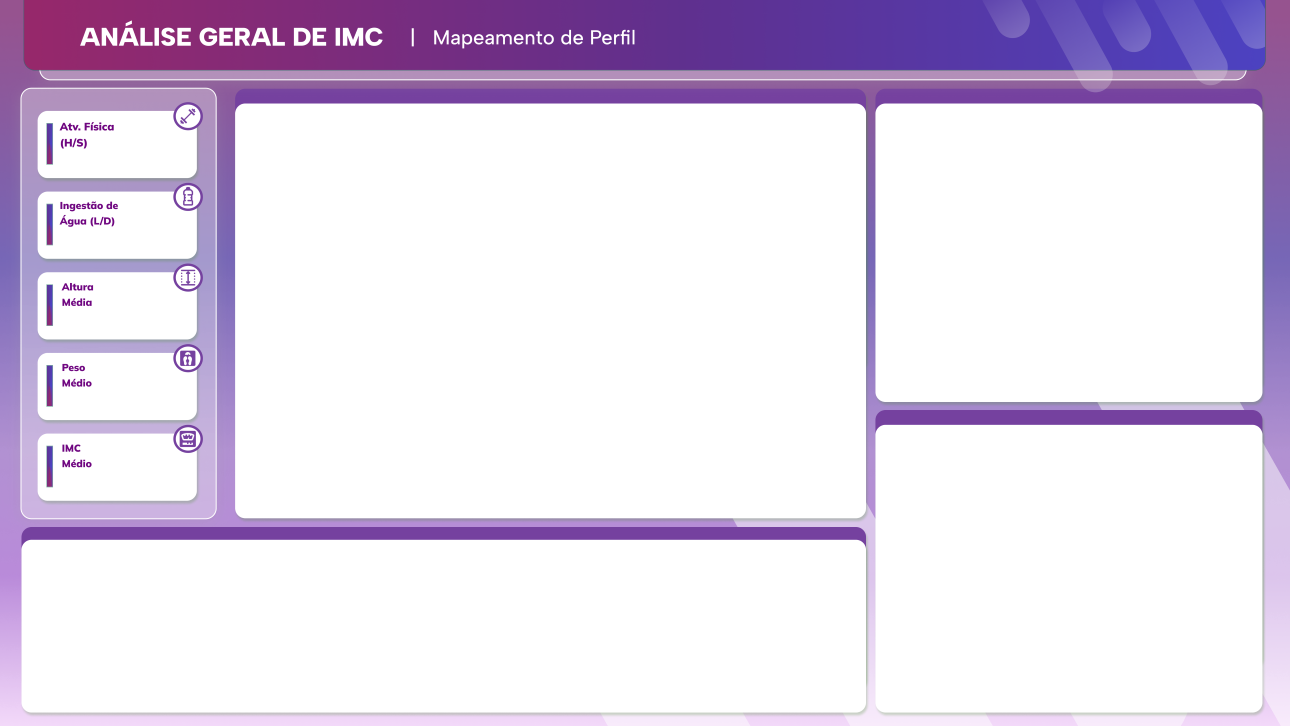 ANÁLISE GERAL DE IMC | Mapeamento de Perfil
Atv. Física
(H/S)
Ingestão de
Água (L/D)
Altura
Média
Peso
Médio
IMC
Médio